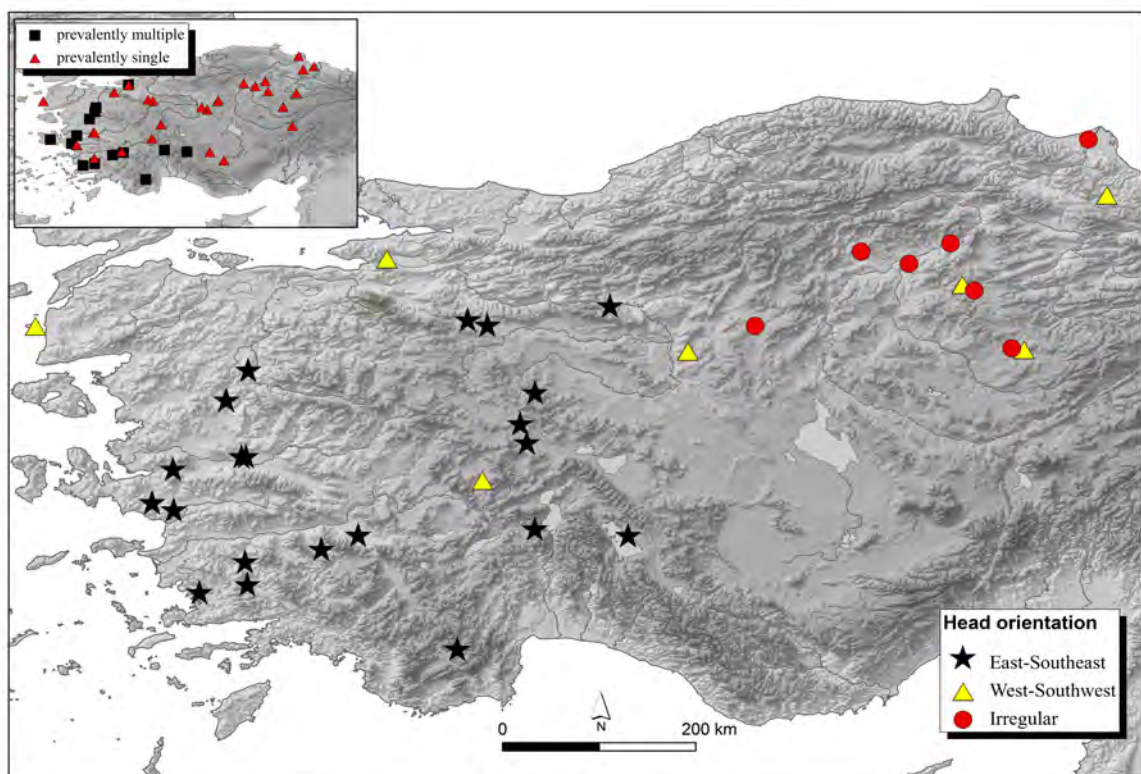 prevalently multiple
prevalently single
Head orientation
East-Southeast
West-Southwest
Irregular
N
0 200 km